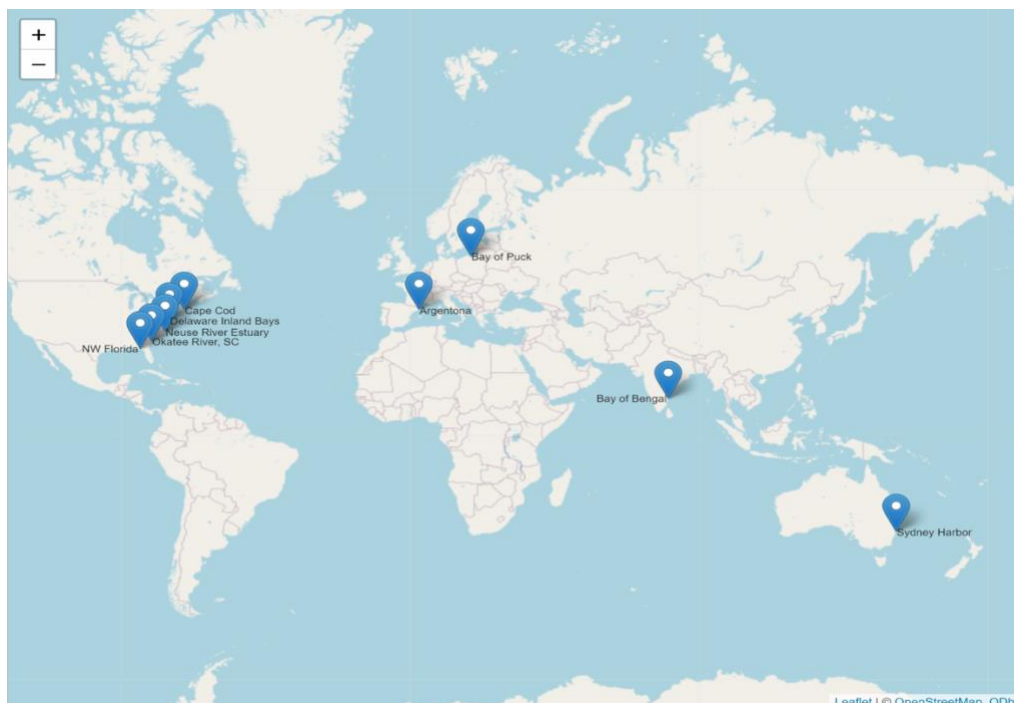 +
−
Bay of Puck
Argentona
Cape Cod
Delaware Inland Bays
Neuse River Estuary
Okatee River, SC
NW Florida
Bay of Bengal
Sydney Harbor
Leaflet | © OpenStreetMap, ODb